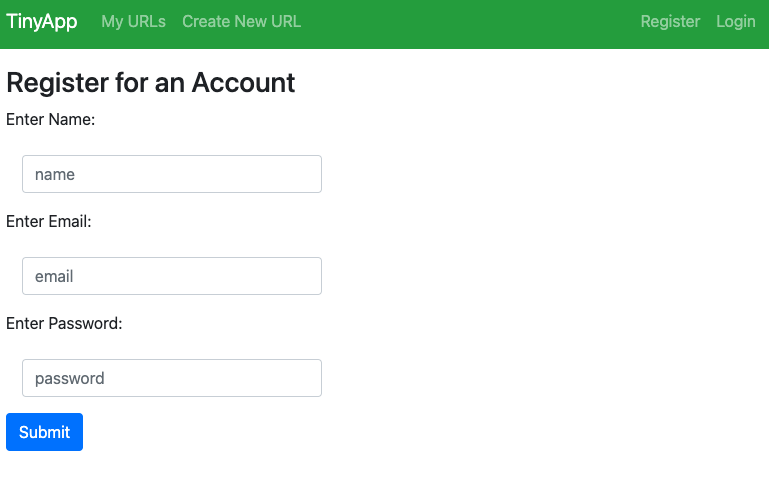 TinyApp My URLs Create New URL Register Login
Register for an Account
Enter Name:
name
Enter Email:
email
Enter Password:
password
Submit